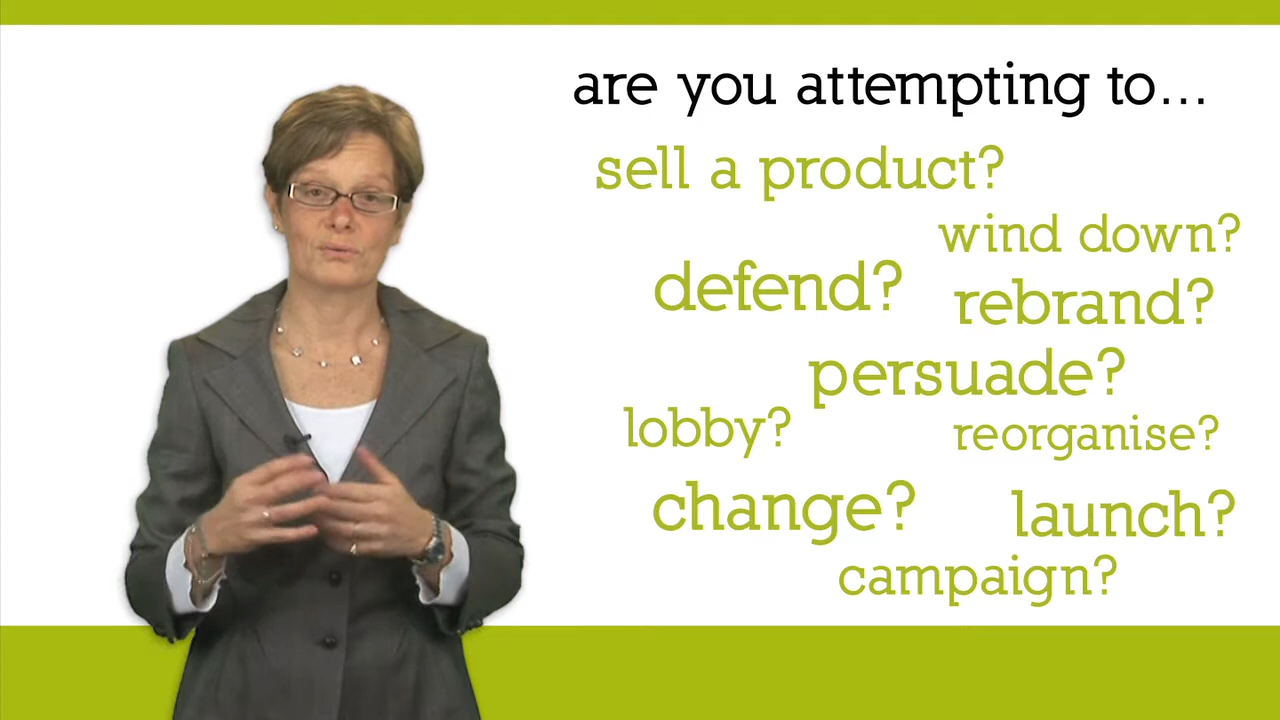 are you attempting to...
sell a product?
wind down?
defend? rebrand?
persuade?
lobby? reorganise?
change? launch?
campaign?